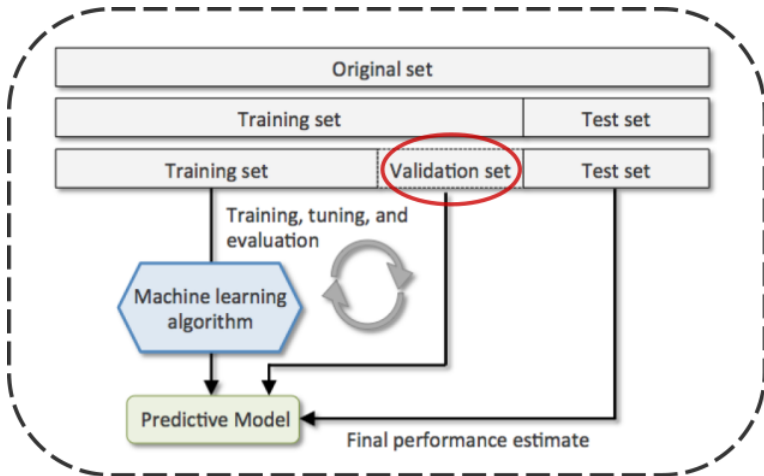 Original set
Training set Test set
Training set Validation set Test set
Training, tuning, and
evaluation
Machine learning
algorithm
Predictive Model
Final performance estimate